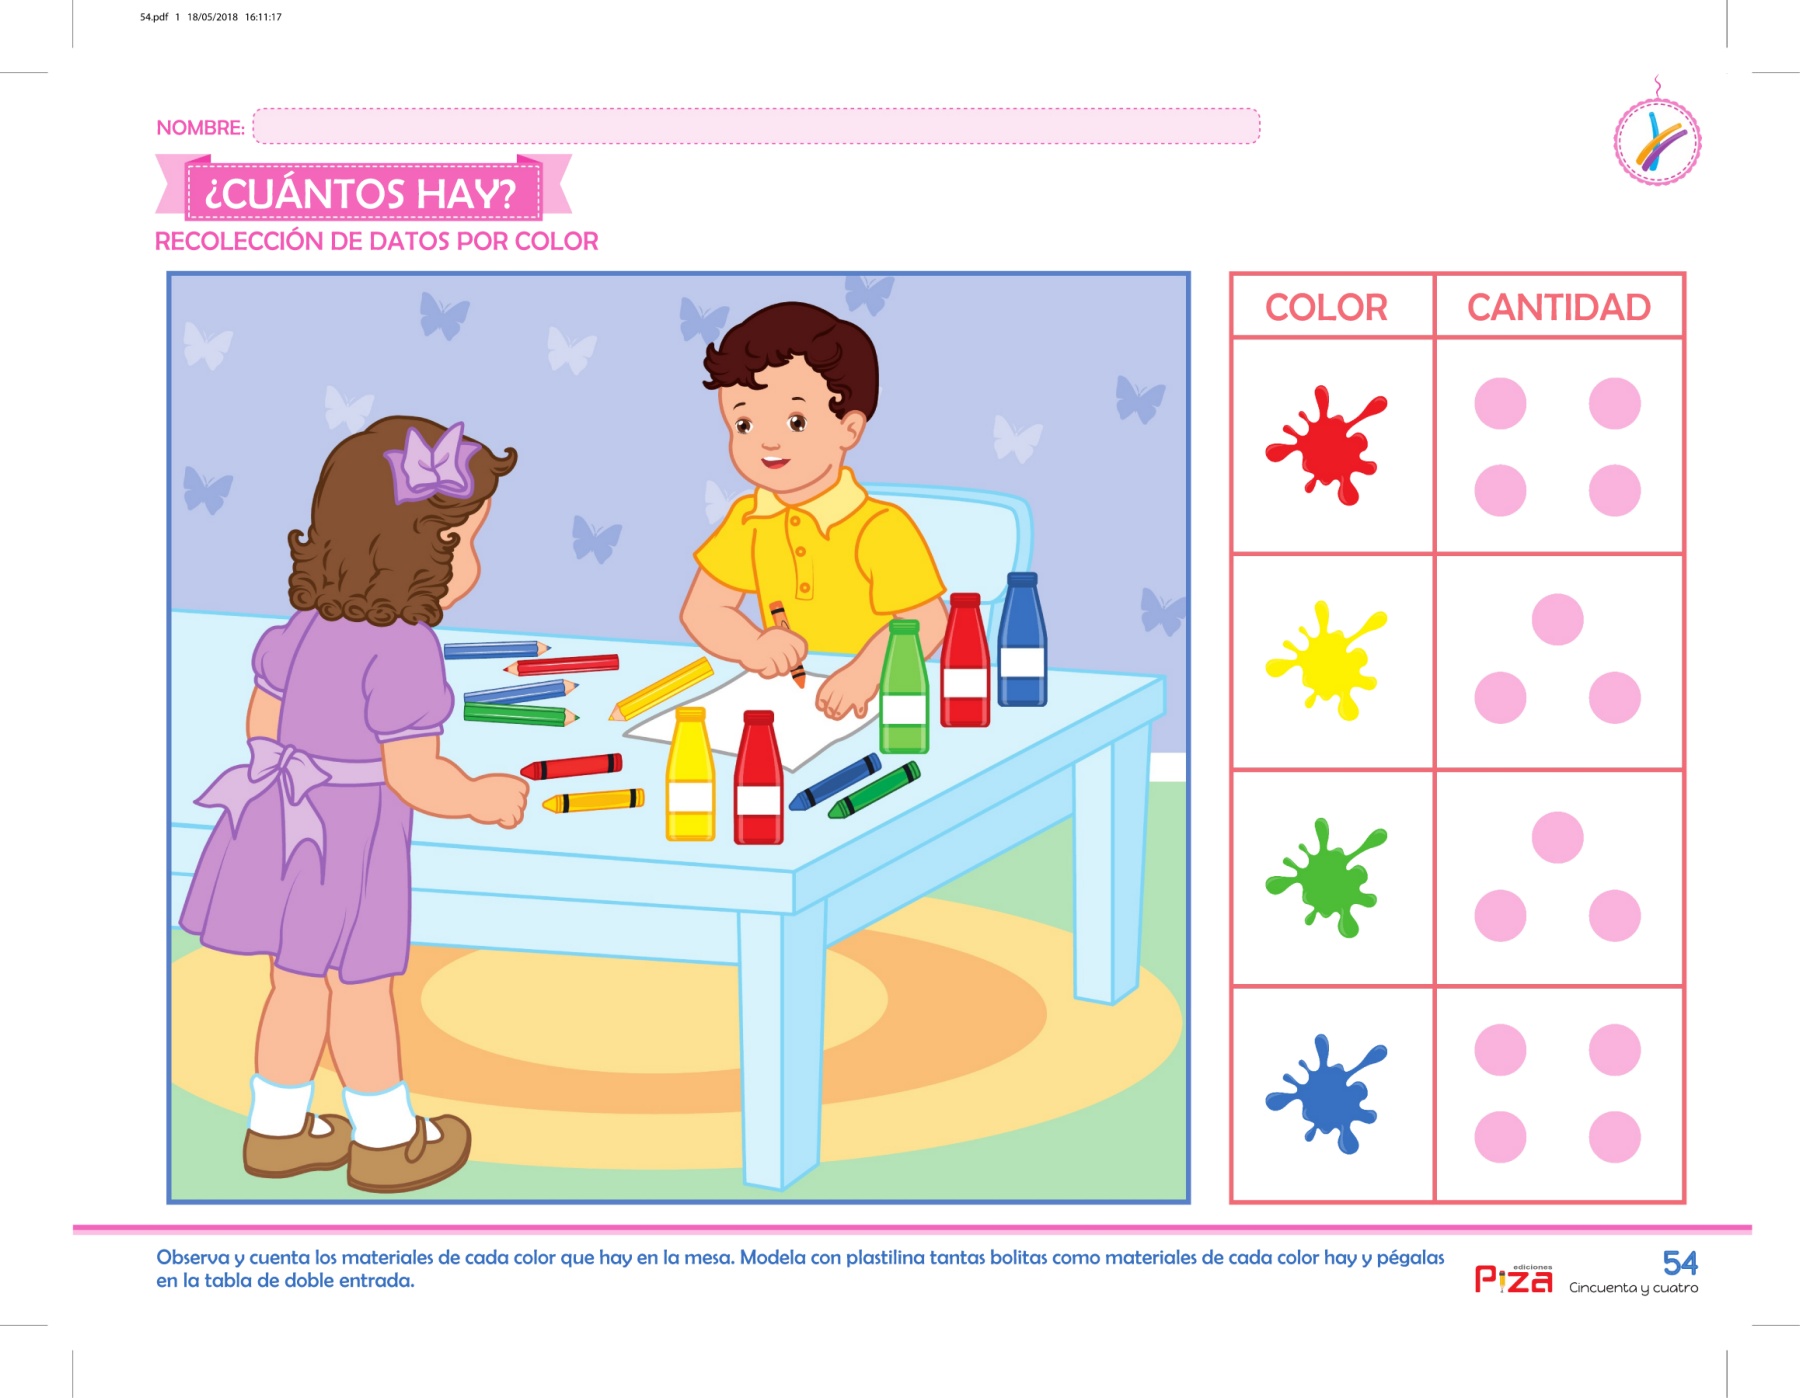 54.pdf 1 18/05/2018 16:11:17
NOMBRE:
¿CUÁNTOS HAY?
RECOLECCIÓN DE DATOS POR COLOR
COLOR CANTIDAD
Observa y cuenta los materiales de cada color que hay en la mesa. Modela con plastilina tantas bolitas como materiales de cada color hay y pégalas
en la tabla de doble entrada.
ediciones
Piza
54
Cincuenta y cuatro